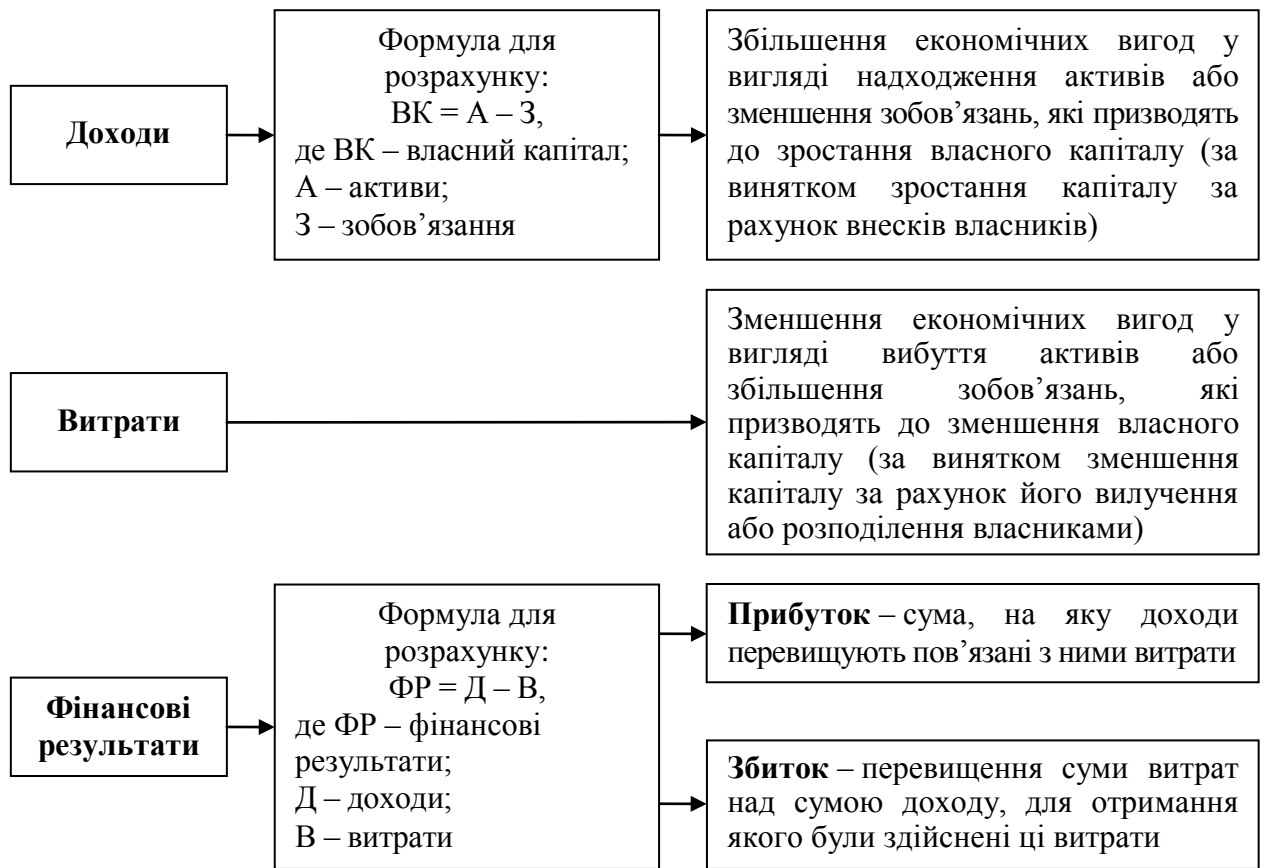 Доходи
Формула для
розрахунку:
ВК = А – З,
де ВК – власний капітал;
А – активи;
З – зобов’язання
Збільшення економічних вигод у
вигляді надходження активів або
зменшення зобов’язань, які призводять
до зростання власного капіталу (за
винятком зростання капіталу за
рахунок внесків власників)
Витрати
Зменшення економічних вигод у
вигляді вибуття активів або
збільшення зобов’язань, які
призводять до зменшення власного
капіталу (за винятком зменшення
капіталу за рахунок його вилучення
або розподілення власниками)
Фінансові
результати
Формула для
розрахунку:
ФР = Д – В,
де ФР – фінансові
результати;
Д – доходи;
В – витрати
Прибуток – сума, на яку доходи
перевищують пов’язані з ними витрати
Збиток – перевищення суми витрат
над сумою доходу, для отримання
якого були здійснені ці витрати